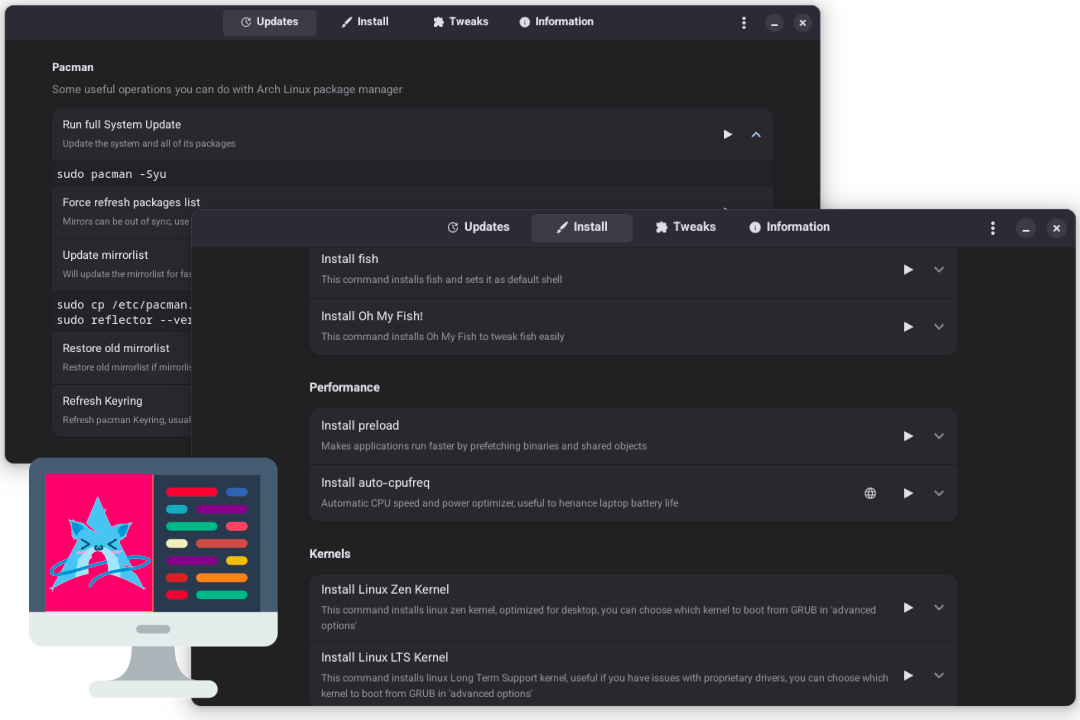 Updates
Install
Tweaks
Information
Pacman
Some useful operations you can do with Arch Linux package manager
Run full System Update
Update the system and all of its packages
sudo pacman -Syu
Force refresh packages list
Mirrors can be out of sync, use
Update mirrorlist
Will update the mirrorlist for
sudo cp /etc/pacman.
sudo reflector
Restore old mirrorlist
Restore old mirrorlist if
Refresh Keyring
Refresh pacman Keyring,
Updates
Install
Tweaks
Information
Install fish
This command installs fish and sets it as default shell
Install Oh My Fish!
This command installs Oh My Fish to tweak fish easily
Performance
Install preload
Makes applications run faster by prefetching binaries and shared objects
Install auto-cpufreq
Automatic CPU speed and power optimizer, useful to henance laptop battery life
Kernels
Install Linux Zen Kernel
This command installs linux zen kernel, optimized for desktop, you can choose which kernel to boot from GRUB in 'advanced
options'
Install Linux LTS Kernel
This command installs linux Long Term Support kernel, useful if you have issues with proprietary drivers, you can choose which
kernel to boot from GRUB in 'advanced options'